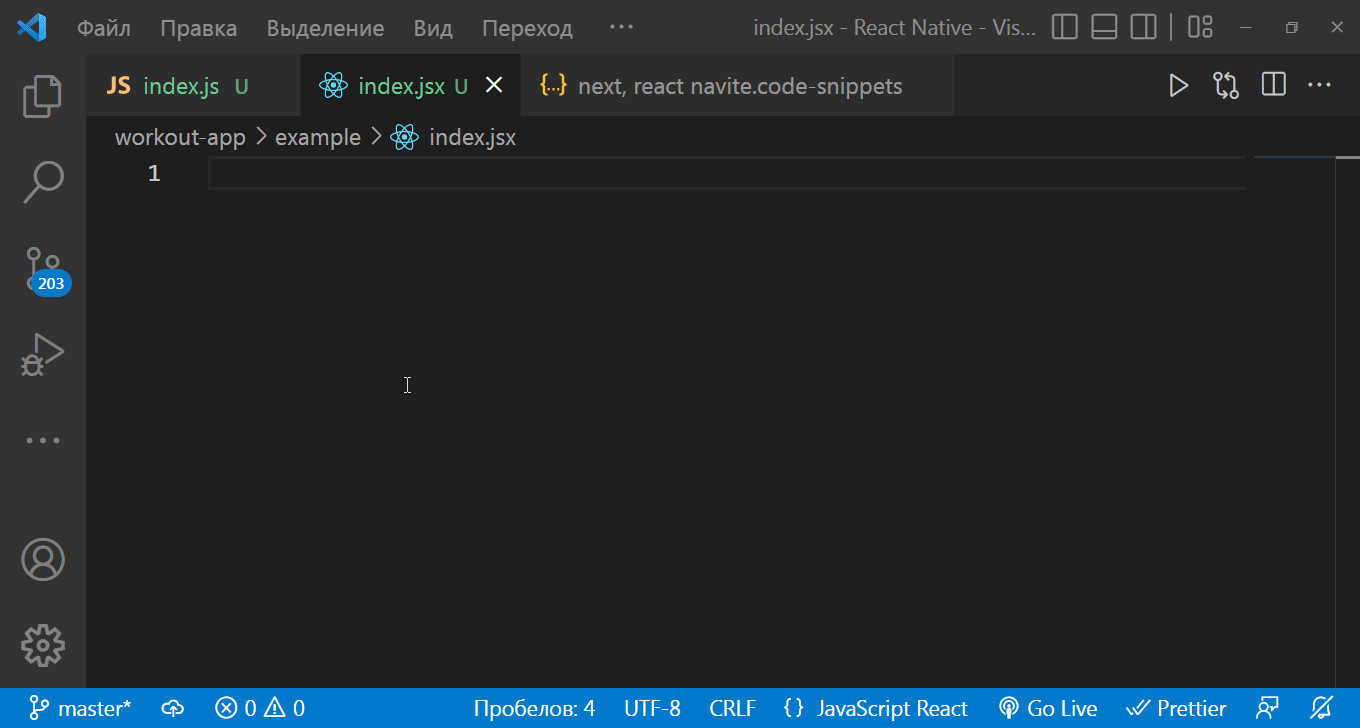 Файл Правка Выделение Вид Переход ··· index.jsx - React Native - Vis...
JS index.js U index.jsx U {...} next, react navite.code-snippets
workout-app > example > index.jsx
1
203
master* 0 0 Пробелов: 4 UTF-8 CRLF {} JavaScript React Go Live Prettier